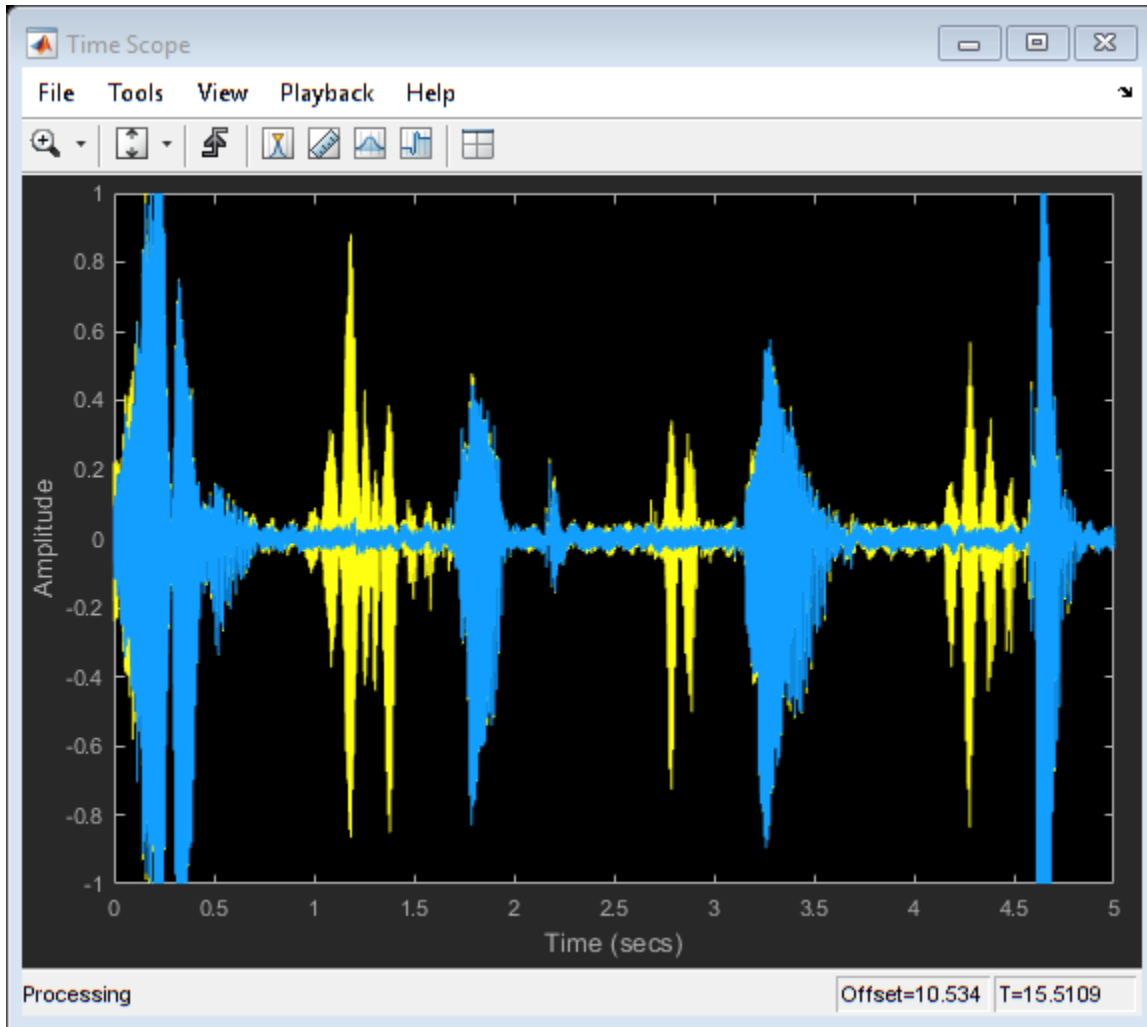 Time Scope
File Tools View Playback Help
1
0.8
0.6
0.4
0.2
0
-0.2
-0.4
-0.6
-0.8
-1
Amplitude
0 0.5 1 1.5 2 2.5 3 3.5 4 4.5 5
Time (secs)
Processing Offset=10.534 T=15.5109